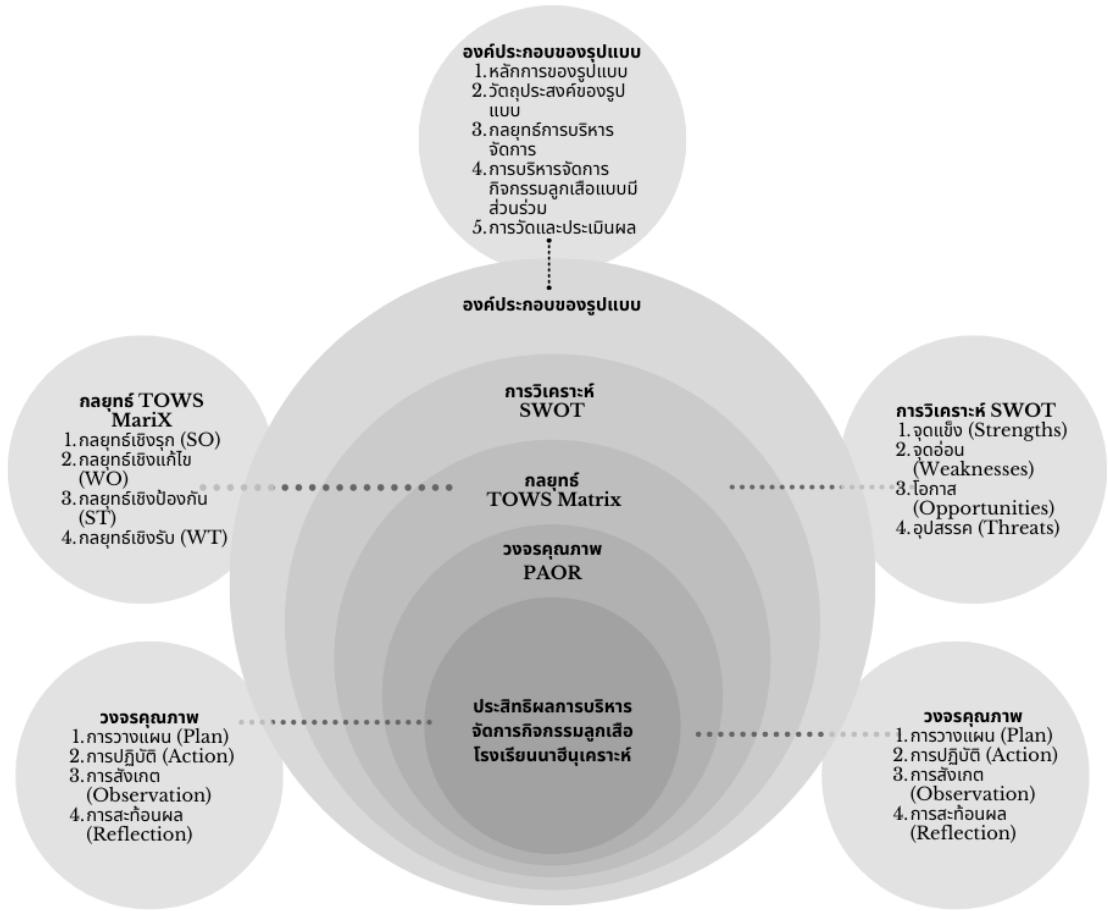 องค์ประกอบของรูปแบบ
1. หลักการของรูปแบบ
2. วัตถุประสงค์ของรูป
แบบ
3. กลยุทธ์การบริหาร
จัดการ
4. การบริหารจัดการ
กิจกรรมลูกเสือแบบมี
ส่วนร่วม
5. การวัดและประเมินผล
องค์ประกอบของรูปแบบ
การวิเคราะห์
SWOT
กลยุทธ์ TOWS
MariX
1. กลยุทธ์เชิงรุก (SO)
2. กลยุทธ์เชิงแก้ไข
(WO)
3. กลยุทธ์เชิงป้องกัน
(ST)
4. กลยุทธ์เชิงรับ (WT)
กลยุทธ์
TOWS Matrix
การวิเคราะห์ SWOT
1. จุดแข็ง (Strengths)
2. จุดอ่อน
(Weaknesses)
3. โอกาส
(Opportunities)
4. อุปสรรค (Threats)
วงจรคุณภาพ
PAOR
วงจรคุณภาพ
1. การวางแผน (Plan)
2. การปฏิบัติ (Action)
3. การสังเกต
(Observation)
4. การสะท้อนผล
(Reflection)
ประสิทธิผลการบริหาร
จัดการกิจกรรมลูกเสือ
โรงเรียนนาฮีนุเคราะห์
วงจรคุณภาพ
1. การวางแผน (Plan)
2. การปฏิบัติ (Action)
3. การสังเกต
(Observation)
4. การสะท้อนผล
(Reflection)